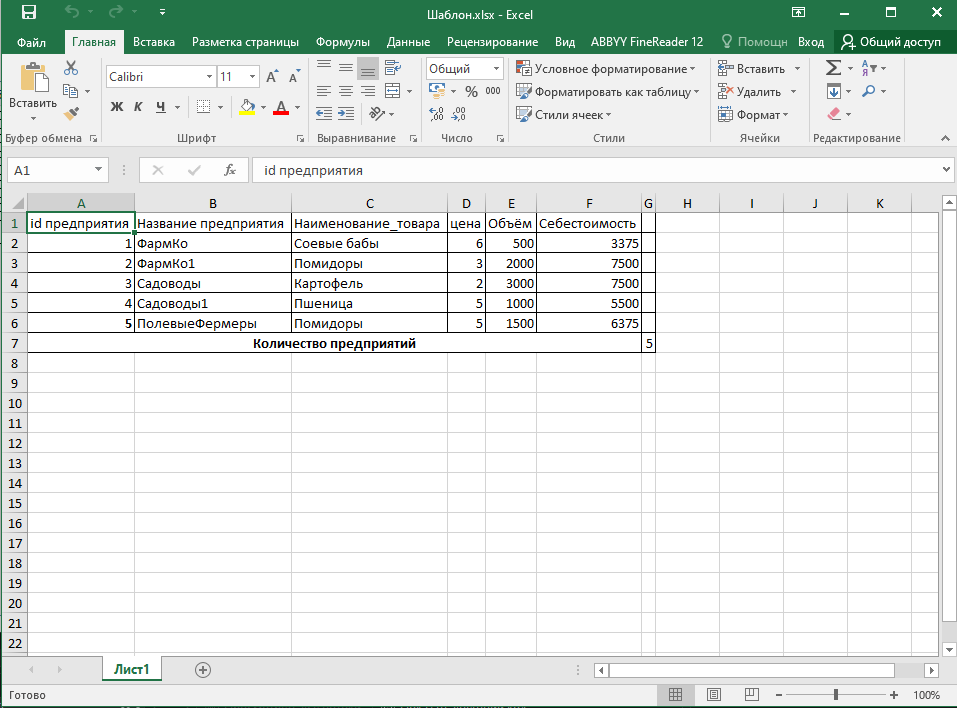 Шаблон.xlsx - Excel
Файл Главная Вставка Разметка страницы Формулы Данные Рецензирование Вид ABBYY FineReader 12 Помощн Вход Общий доступ
Вставить
Calibri 11
Ж К Ч А
Общий
% 000
Условное форматирование
Форматировать как таблицу
Стили ячеек
Вставить
Удалить
Формат
Буфер обмена Шрифт Выравнивание Число Стили Ячейки Редактирование
A1 fx id предприятия
A B C D E F G H I J K
1 id предприятия Название предприятия Наименование_товара цена Объём Себестоимость
2 1 ФармКо Соевые бабы 6 500 3375
3 2 ФармКо1 Помидоры 3 2000 7500
4 3 Садоводы Картофель 2 3000 7500
5 4 Садоводы1 Пшеница 5 1000 5500
6 5 ПолевыеФермеры Помидоры 5 1500 6375
7 Количество предприятий 5
8
9
10
11
12
13
14
15
16
17
18
19
20
21
22
Лист1
Готово 100%